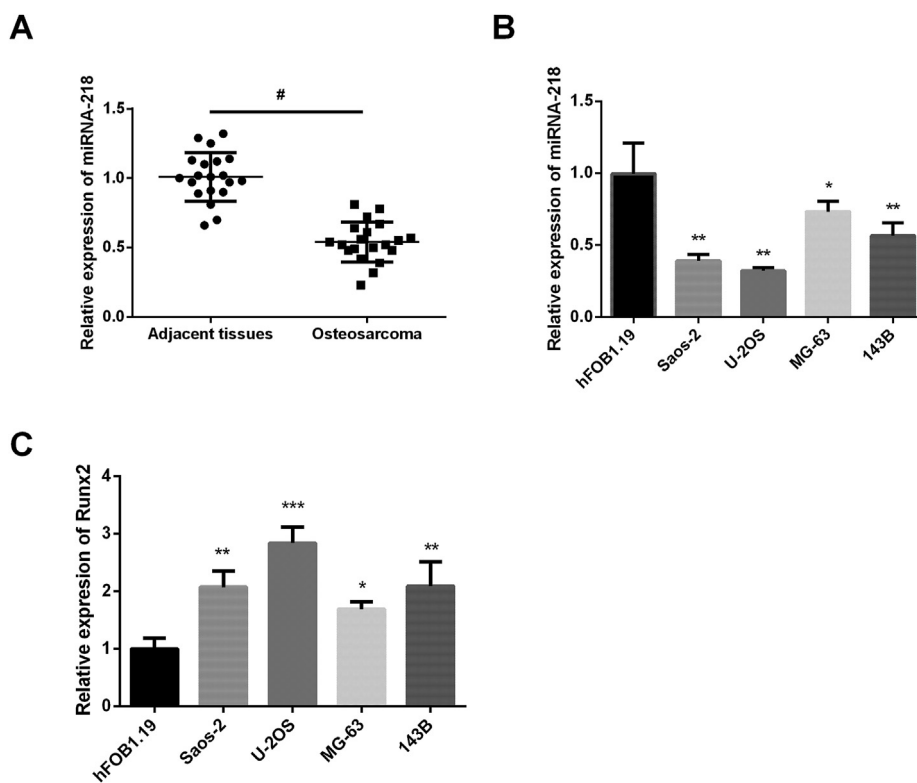 A
Relative expression of miRNA-218
1.5
1.0
0.5
0.0
#
Adjacent tissues
Osteosarcoma
B
Relative expression of miRNA-218
1.5
1.0
0.5
0.0
**
**
*
**
hFOB1.19
Saos-2
U-2OS
MG-63
143B
C
Relative expresion of Runx2
4
3
2
1
0
**
***
*
**
hFOB1.19
Saos-2
U-2OS
MG-63
143B